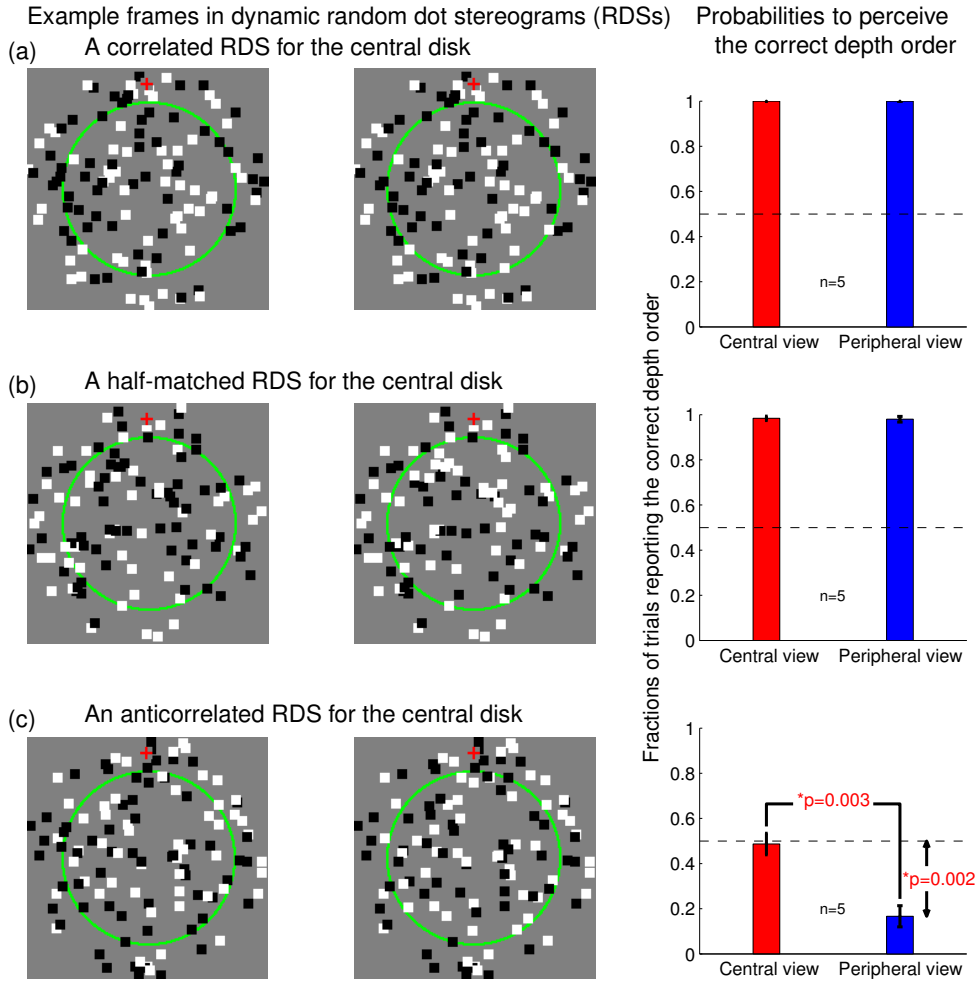 Example frames in dynamic random dot stereograms (RDSs)
Probabilities to perceive
the correct depth order
(a) A correlated RDS for the central disk
1
0.8
0.6
0.4
0.2
0
n=5
Central view Peripheral view
Fractions of trials reporting the correct depth order
(b) A half-matched RDS for the central disk
1
0.8
0.6
0.4
0.2
0
n=5
Central view Peripheral view
(c) An anticorrelated RDS for the central disk
1
0.8
0.6
0.4
0.2
0
*p=0.003
*p=0.002
n=5
Central view Peripheral view